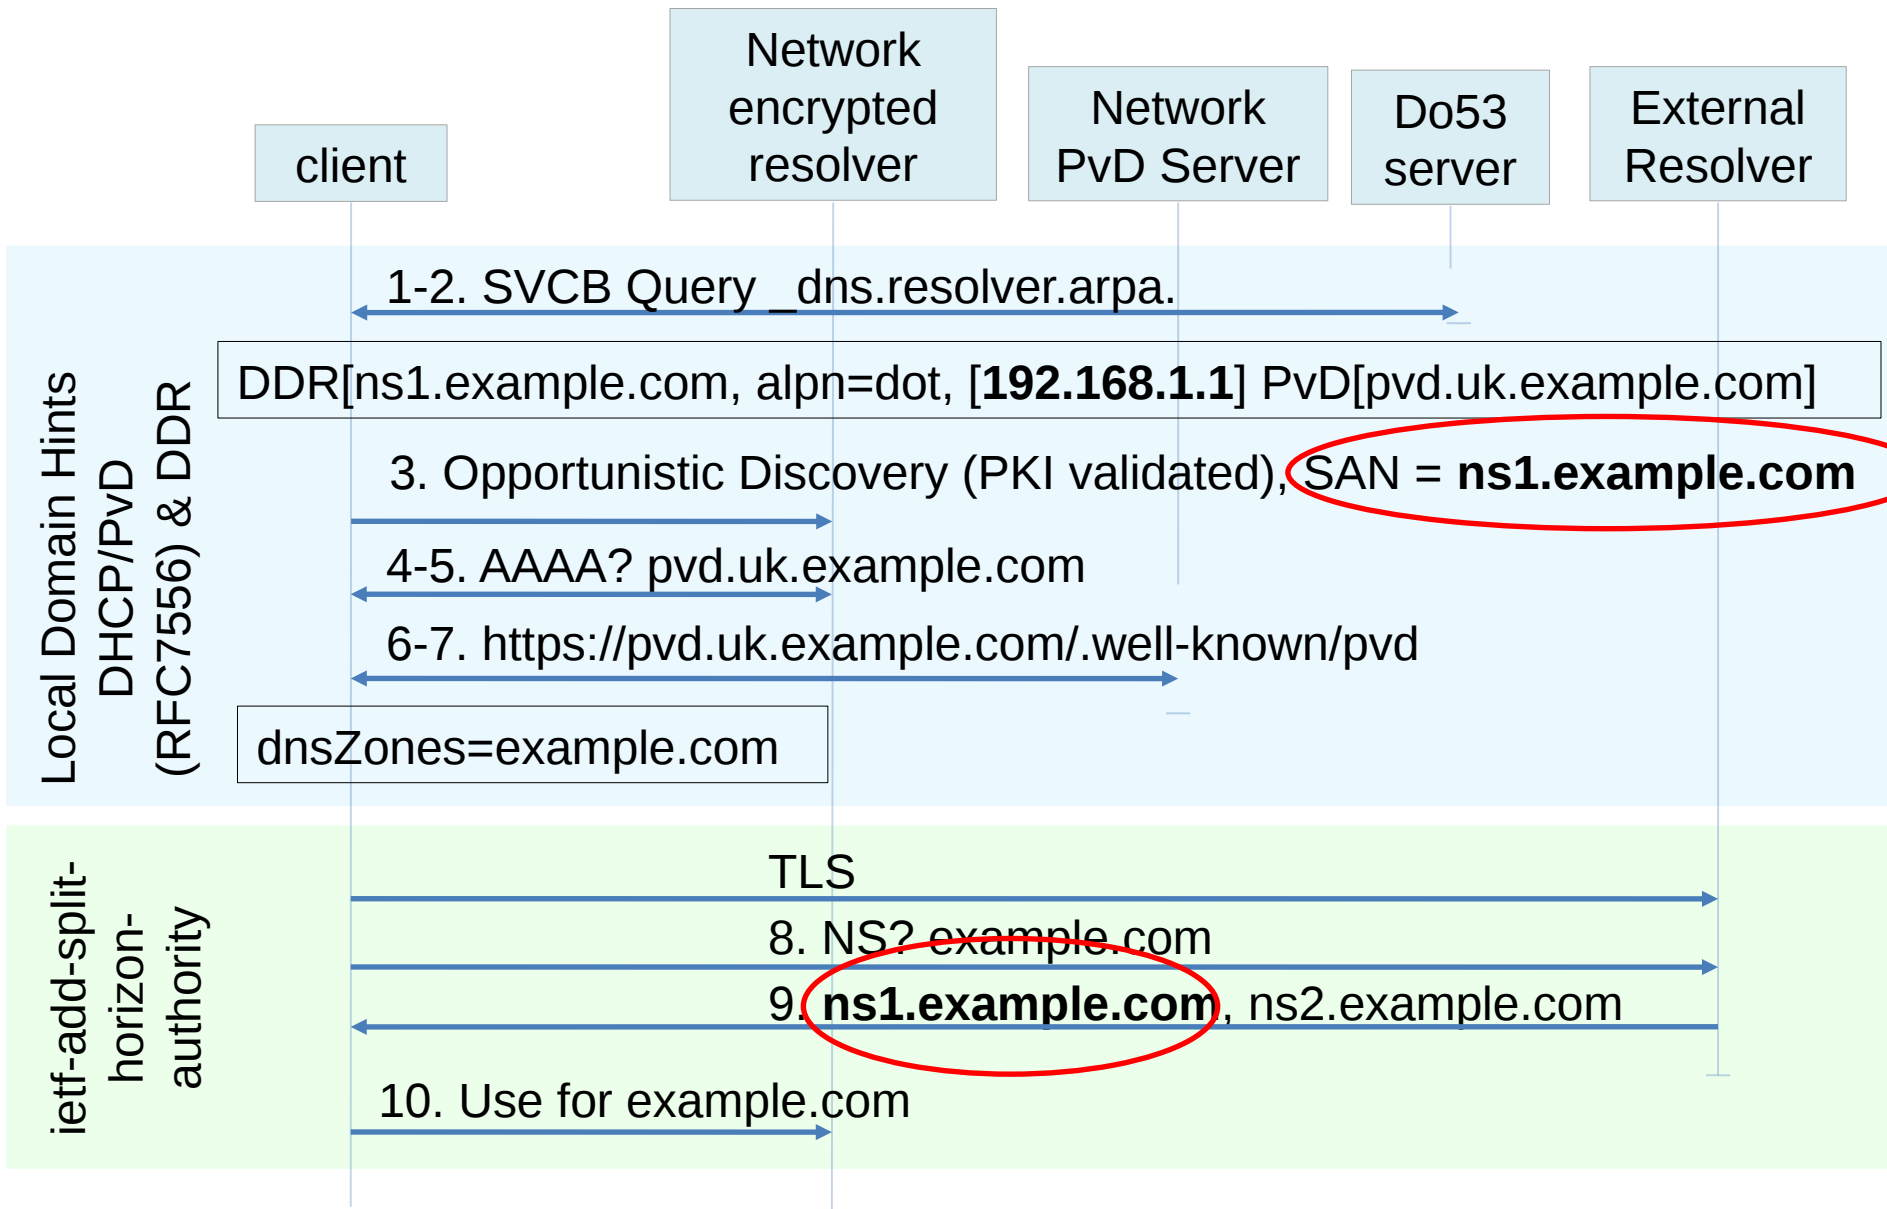 Network
encrypted
resolver
Network
PvD Server
Do53
server
External
Resolver
client
1-2. SVCB Query _dns.resolver.arpa.
DDR[ns1.example.com, alpn=dot, [192.168.1.1] PvD[pvd.uk.example.com]
3. Opportunistic Discovery (PKI validated), SAN = ns1.example.com
4-5. AAAA? pvd.uk.example.com
6-7. https://pvd.uk.example.com/.well-known/pvd
dnsZones=example.com
Local Domain Hints
DHCP/PvD
(RFC7556) & DDR
TLS
8. NS? example.com
9. ns1.example.com, ns2.example.com
10. Use for example.com
ietf-add-split-
horizon-
authority